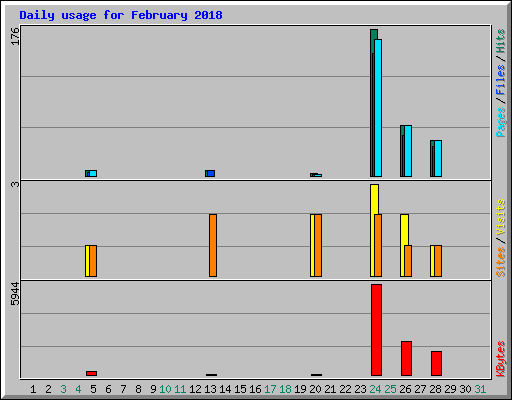 Daily usage for February 2018
176
Pages / Files / Hits
3
Sites / Visits
5944
KBytes
1 2 3 4 5 6 7 8 9 10 11 12 13 14 15 16 17 18 19 20 21 22 23 24 25 26 27 28 29 30 31